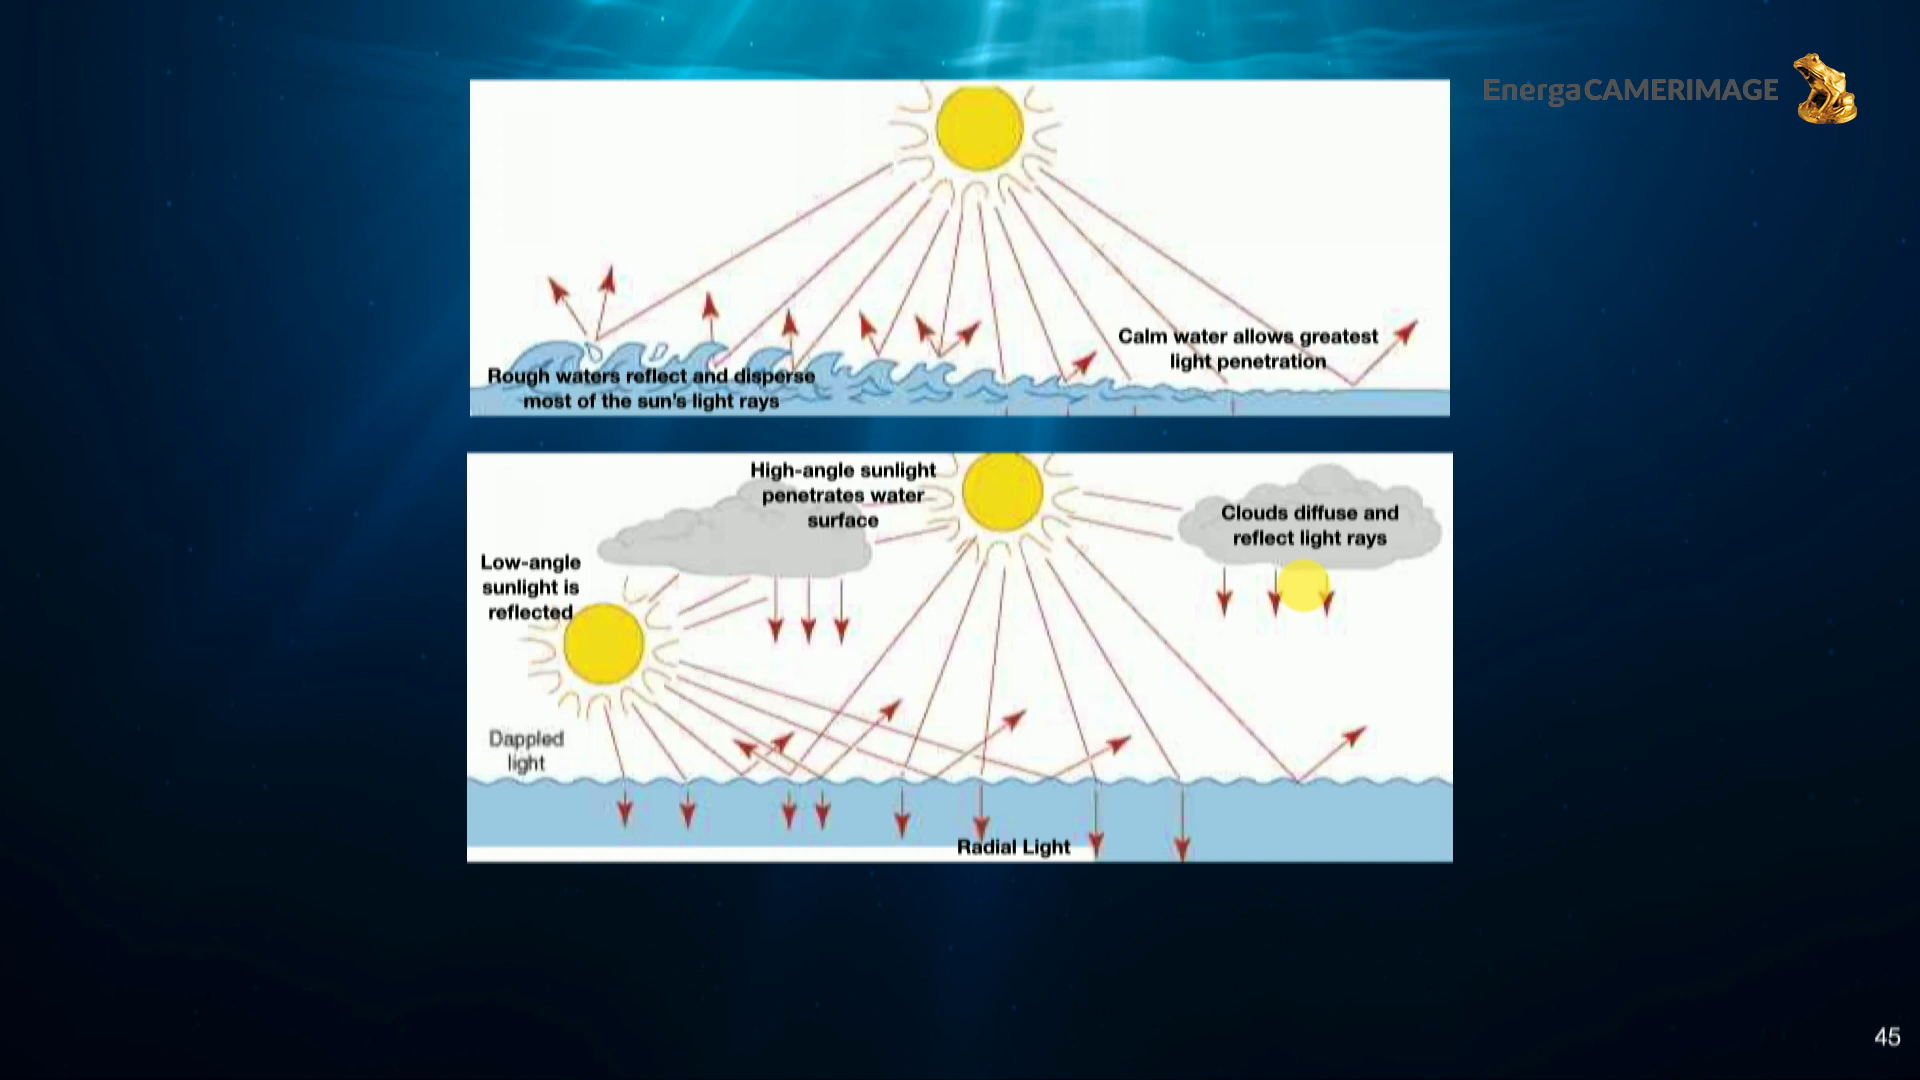 EnergaCAMERIMAGE
Calm water allows greatest
light penetration
Rough waters reflect and disperse
most of the sun's light rays
High-angle sunlight
penetrates water
surface
Clouds diffuse and
reflect light rays
Low-angle
sunlight is
reflected
Dappled
light
Radial Light
45